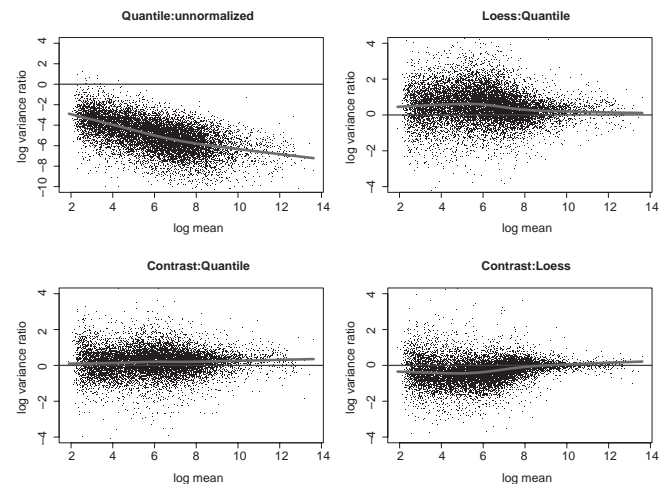 Quantile:unnormalized
log variance ratio
4
2
0
−2
−4
−6
−8
−10
2 4 6 8 10 12 14
log mean
Loess:Quantile
log variance ratio
4
2
0
−2
−4
2 4 6 8 10 12 14
log mean
Contrast:Quantile
log variance ratio
4
2
0
−2
−4
2 4 6 8 10 12 14
log mean
Contrast:Loess
log variance ratio
4
2
0
−2
−4
2 4 6 8 10 12 14
log mean